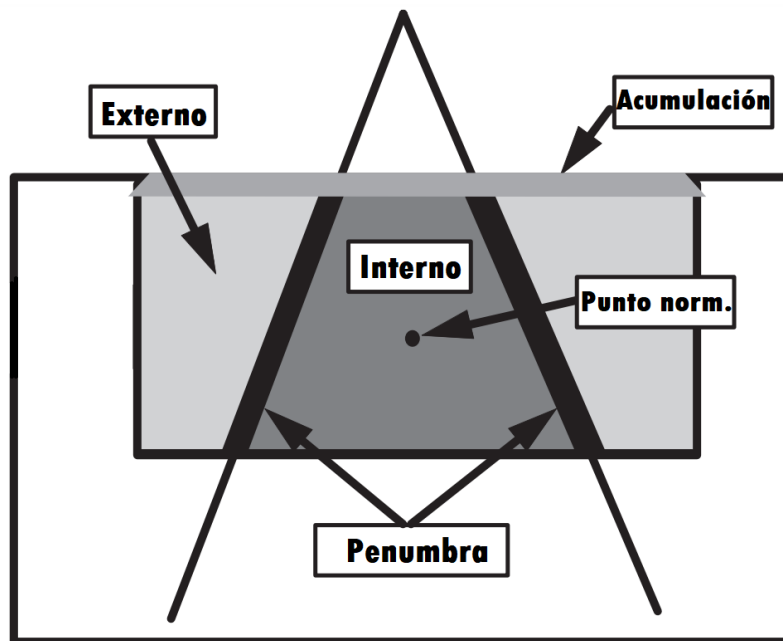 Acumulación
Externo
Interno
Punto norm.
Penumbra